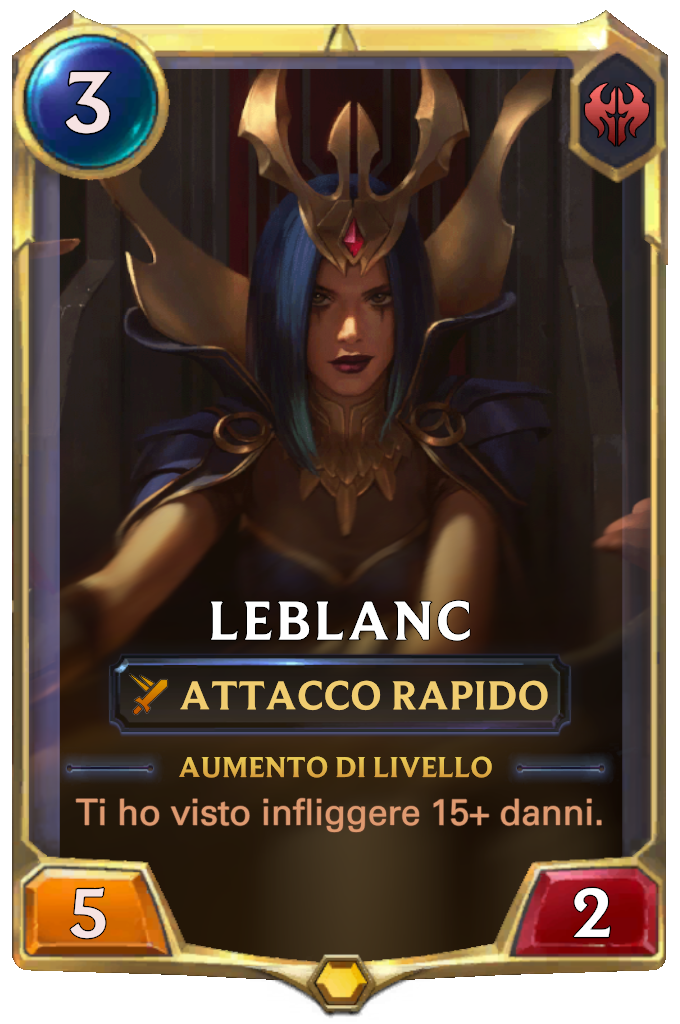 3
LEBLANC
ATTACCO RAPIDO
AUMENTO DI LIVELLO
Ti ho visto infliggere 15+ danni.
5
2